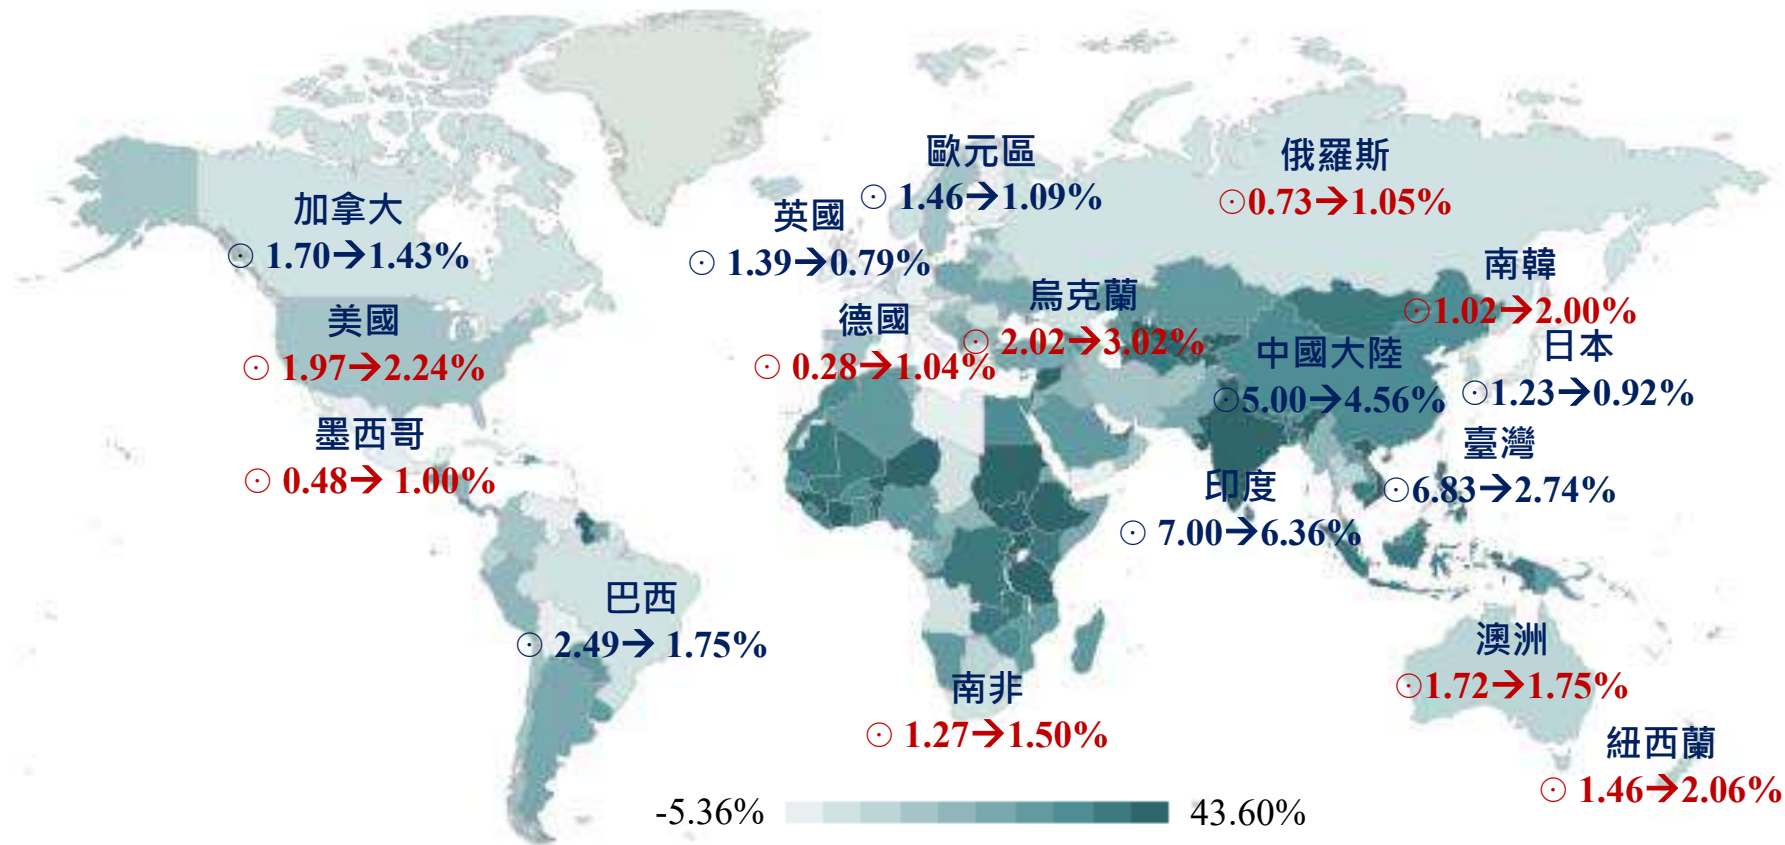 歐元區
⊙ 1.46→1.09%
俄羅斯
⊙0.73→1.05%
加拿大
⊙ 1.70→1.43%
英國
⊙ 1.39→0.79%
南韓
⊙1.02→2.00%
烏克蘭
⊙ 2.02→3.02%
美國
⊙ 1.97→2.24%
德國
⊙ 0.28→1.04%
中國大陸
⊙5.00→4.56%
日本
⊙1.23→0.92%
墨西哥
⊙ 0.48→ 1.00%
臺灣
⊙6.83→2.74%
印度
⊙ 7.00→6.36%
巴西
⊙ 2.49→ 1.75%
澳洲
⊙1.72→1.75%
南非
⊙ 1.27→1.50%
紐西蘭
⊙ 1.46→2.06%
-5.36% 43.60%